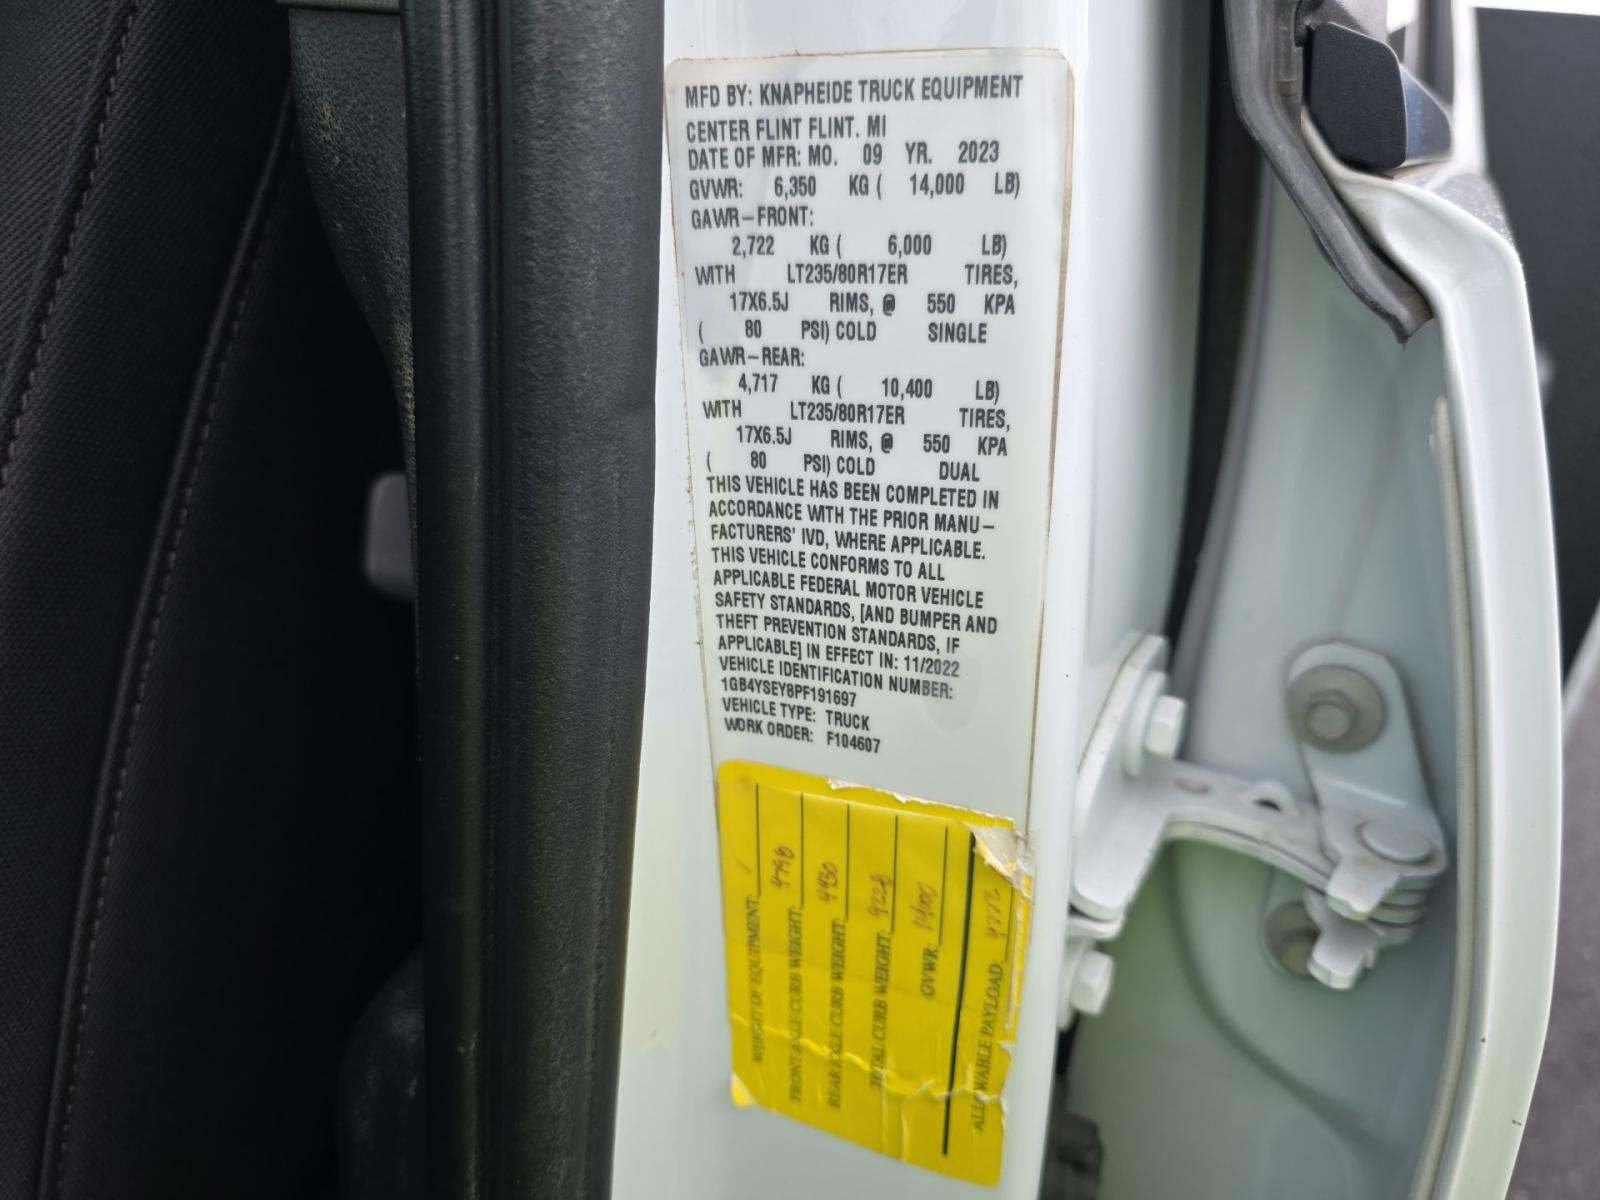 MFD BY: KNAPHEIDE TRUCK EQUIPMENT
CENTER FLINT FLINT. MI
DATE OF MFR: MO. 09 YR. 2023
GVWR: 6,350 KG ( 14,000 LB)
GAWR-FRONT:
2,722 KG ( 6,000 LB)
WITH LT235/80R17ER TIRES,
17X6.5J RIMS, @ 550 KPA
( 80 PSI) COLD SINGLE
GAWR-REAR:
4,717 KG ( 10,400 LB)
WITH LT235/80R17ER TIRES,
17X6.5J RIMS, @ 550 KPA
( 80 PSI) COLD DUAL
THIS VEHICLE HAS BEEN COMPLETED IN
ACCORDANCE WITH THE PRIOR MANU-
FACTURERS' IVD, WHERE APPLICABLE.
THIS VEHICLE CONFORMS TO ALL
APPLICABLE FEDERAL MOTOR VEHICLE
SAFETY STANDARDS, [AND BUMPER AND
THEFT PREVENTION STANDARDS, IF
APPLICABLE] IN EFFECT IN: 11/2022
VEHICLE IDENTIFICATION NUMBER:
1GB4YSEY8PF191697
VEHICLE TYPE: TRUCK
WORK ORDER: F104607
WEIGHT OF EQUIPMENT:
FRONT AXLE CURB WEIGHT: 4798
REAR AXLE CURB WEIGHT: 4430
TOTAL CURB WEIGHT: 9228
GVWR: 14000
ALLOWABLE PAYLOAD: 4772